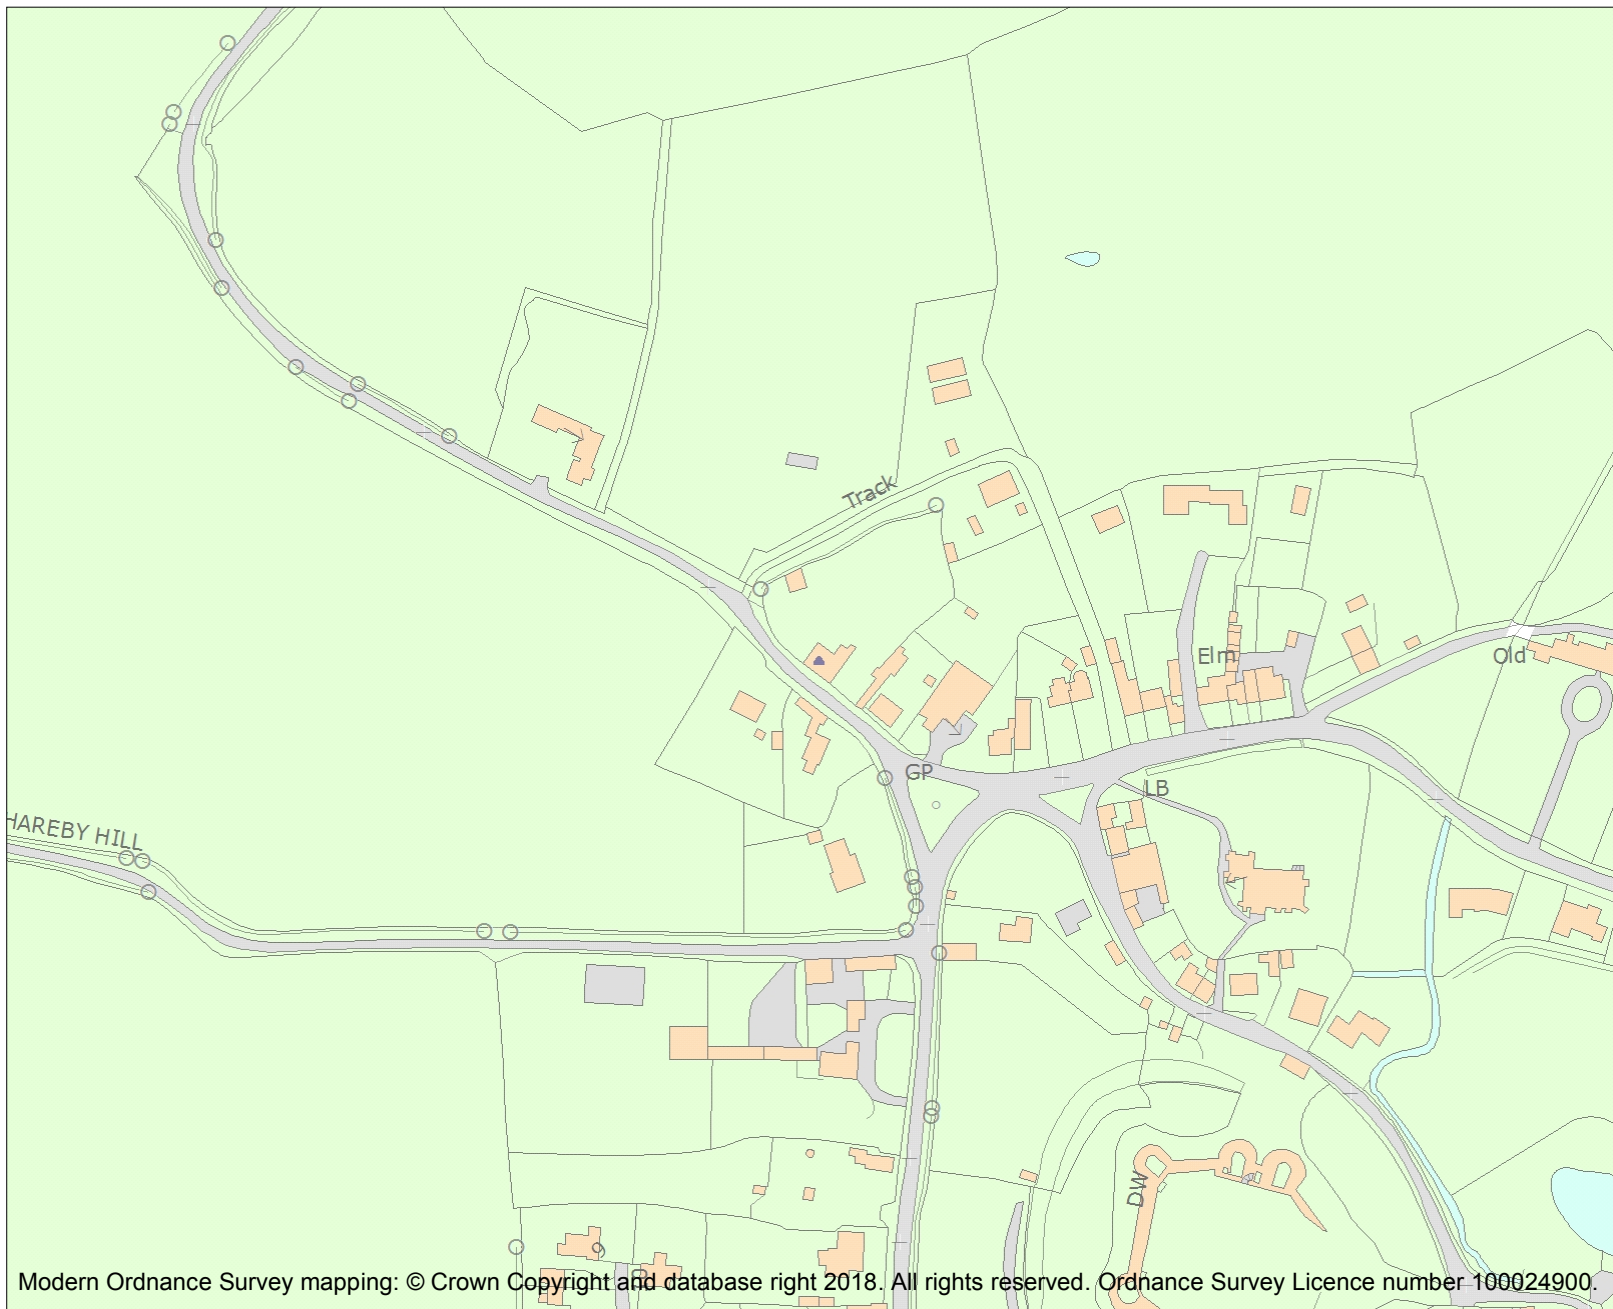 Track
Elm
Old
GP
LB
HAREBY HILL
DW
9
Modern Ordnance Survey mapping: © Crown Copyright and database right 2018. All rights reserved. Ordnance Survey Licence number 100024900.